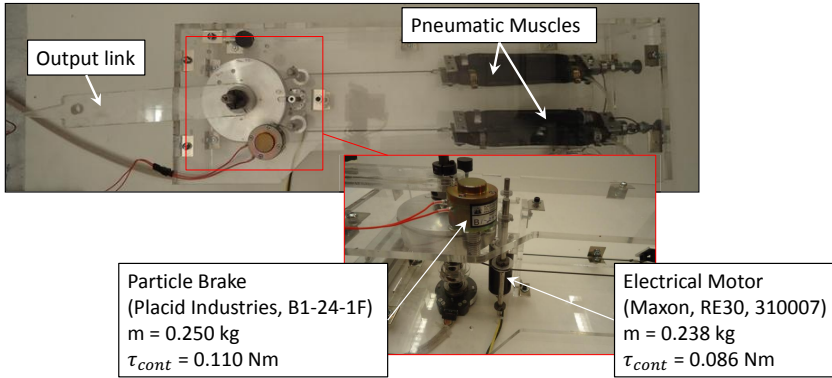 Pneumatic Muscles
Output link
Particle Brake
(Placid Industries, B1-24-1F)
m = 0.250 kg
τ_cont = 0.110 Nm
Electrical Motor
(Maxon, RE30, 310007)
m = 0.238 kg
τ_cont = 0.086 Nm